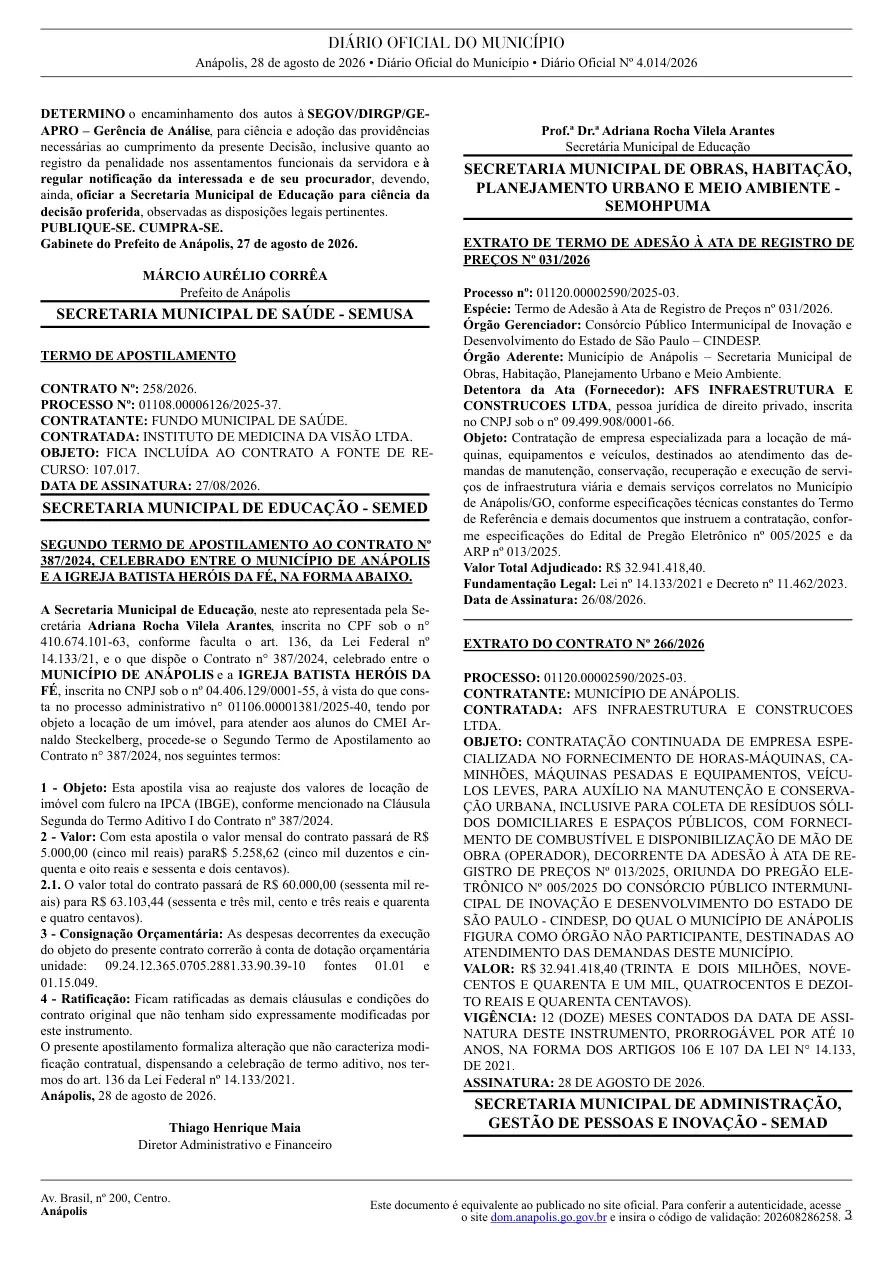 DIÁRIO OFICIAL DO MUNICÍPIO
Anápolis, 28 de agosto de 2026 • Diário Oficial do Município • Diário Oficial Nº 4.014/2026
DETERMINO o encaminhamento dos autos à SEGOV/DIRGP/GE-
APRO – Gerência de Análise, para ciência e adoção das providências
necessárias ao cumprimento da presente Decisão, inclusive quanto ao
registro da penalidade nos assentamentos funcionais da servidora e à
regular notificação da interessada e de seu procurador, devendo,
ainda, oficiar a Secretaria Municipal de Educação para ciência da
decisão proferida, observadas as disposições legais pertinentes.
PUBLIQUE-SE. CUMPRA-SE.
Gabinete do Prefeito de Anápolis, 27 de agosto de 2026.
MÁRCIO AURÉLIO CORRÊA
Prefeito de Anápolis
SECRETARIA MUNICIPAL DE SAÚDE - SEMUSA
TERMO DE APOSTILAMENTO
CONTRATO Nº: 258/2026.
PROCESSO Nº: 01108.00006126/2025-37.
CONTRATANTE: FUNDO MUNICIPAL DE SAÚDE.
CONTRATADA: INSTITUTO DE MEDICINA DA VISÃO LTDA.
OBJETO: FICA INCLUÍDA AO CONTRATO A FONTE DE RE-
CURSO: 107.017.
DATA DE ASSINATURA: 27/08/2026.
SECRETARIA MUNICIPAL DE EDUCAÇÃO - SEMED
SEGUNDO TERMO DE APOSTILAMENTO AO CONTRATO Nº
387/2024, CELEBRADO ENTRE O MUNICÍPIO DE ANÁPOLIS
E A IGREJA BATISTA HERÓIS DA FÉ, NA FORMA ABAIXO.
A Secretaria Municipal de Educação, neste ato representada pela Se-
cretária Adriana Rocha Vilela Arantes, inscrita no CPF sob o n°
410.674.101-63, conforme faculta o art. 136, da Lei Federal nº
14.133/21, e o que dispõe o Contrato n° 387/2024, celebrado entre o
MUNICÍPIO DE ANÁPOLIS e a IGREJA BATISTA HERÓIS DA
FÉ, inscrita no CNPJ sob o nº 04.406.129/0001-55, à vista do que cons-
ta no processo administrativo n° 01106.00001381/2025-40, tendo por
objeto a locação de um imóvel, para atender aos alunos do CMEI Ar-
naldo Steckelberg, procede-se o Segundo Termo de Apostilamento ao
Contrato n° 387/2024, nos seguintes termos:
1 - Objeto: Esta apostila visa ao reajuste dos valores de locação de
imóvel com fulcro na IPCA (IBGE), conforme mencionado na Cláusula
Segunda do Termo Aditivo I do Contrato nº 387/2024.
2 - Valor: Com esta apostila o valor mensal do contrato passará de R$
5.000,00 (cinco mil reais) paraR$ 5.258,62 (cinco mil duzentos e cin-
quenta e oito reais e sessenta e dois centavos).
2.1. O valor total do contrato passará de R$ 60.000,00 (sessenta mil re-
ais) para R$ 63.103,44 (sessenta e três mil, cento e três reais e quarenta
e quatro centavos).
3 - Consignação Orçamentária: As despesas decorrentes da execução
do objeto do presente contrato correrão à conta de dotação orçamentária
unidade: 09.24.12.365.0705.2881.33.90.39-10 fontes 01.01 e
01.15.049.
4 - Ratificação: Ficam ratificadas as demais cláusulas e condições do
contrato original que não tenham sido expressamente modificadas por
este instrumento.
O presente apostilamento formaliza alteração que não caracteriza modi-
ficação contratual, dispensando a celebração de termo aditivo, nos ter-
mos do art. 136 da Lei Federal nº 14.133/2021.
Anápolis, 28 de agosto de 2026.
Thiago Henrique Maia
Diretor Administrativo e Financeiro
Prof.ª Dr.ª Adriana Rocha Vilela Arantes
Secretária Municipal de Educação
SECRETARIA MUNICIPAL DE OBRAS, HABITAÇÃO,
PLANEJAMENTO URBANO E MEIO AMBIENTE -
SEMOHPUMA
EXTRATO DE TERMO DE ADESÃO À ATA DE REGISTRO DE
PREÇOS Nº 031/2026
Processo nº: 01120.00002590/2025-03.
Espécie: Termo de Adesão à Ata de Registro de Preços nº 031/2026.
Órgão Gerenciador: Consórcio Público Intermunicipal de Inovação e
Desenvolvimento do Estado de São Paulo – CINDESP.
Órgão Aderente: Município de Anápolis – Secretaria Municipal de
Obras, Habitação, Planejamento Urbano e Meio Ambiente.
Detentora da Ata (Fornecedor): AFS INFRAESTRUTURA E
CONSTRUCOES LTDA, pessoa jurídica de direito privado, inscrita
no CNPJ sob o nº 09.499.908/0001-66.
Objeto: Contratação de empresa especializada para a locação de má-
quinas, equipamentos e veículos, destinados ao atendimento das de-
mandas de manutenção, conservação, recuperação e execução de servi-
ços de infraestrutura viária e demais serviços correlatos no Município
de Anápolis/GO, conforme especificações técnicas constantes do Termo
de Referência e demais documentos que instruem a contratação, confor-
me especificações do Edital de Pregão Eletrônico nº 005/2025 e da
ARP nº 013/2025.
Valor Total Adjudicado: R$ 32.941.418,40.
Fundamentação Legal: Lei nº 14.133/2021 e Decreto nº 11.462/2023.
Data de Assinatura: 26/08/2026.
EXTRATO DO CONTRATO Nº 266/2026
PROCESSO: 01120.00002590/2025-03.
CONTRATANTE: MUNICÍPIO DE ANÁPOLIS.
CONTRATADA: AFS INFRAESTRUTURA E CONSTRUCOES
LTDA.
OBJETO: CONTRATAÇÃO CONTINUADA DE EMPRESA ESPE-
CIALIZADA NO FORNECIMENTO DE HORAS-MÁQUINAS, CA-
MINHÕES, MÁQUINAS PESADAS E EQUIPAMENTOS, VEÍCU-
LOS LEVES, PARA AUXÍLIO NA MANUTENÇÃO E CONSERVA-
ÇÃO URBANA, INCLUSIVE PARA COLETA DE RESÍDUOS SÓLI-
DOS DOMICILIARES E ESPAÇOS PÚBLICOS, COM FORNECI-
MENTO DE COMBUSTÍVEL E DISPONIBILIZAÇÃO DE MÃO DE
OBRA (OPERADOR), DECORRENTE DA ADESÃO À ATA DE RE-
GISTRO DE PREÇOS Nº 013/2025, ORIUNDA DO PREGÃO ELE-
TRÔNICO Nº 005/2025 DO CONSÓRCIO PÚBLICO INTERMUNI-
CIPAL DE INOVAÇÃO E DESENVOLVIMENTO DO ESTADO DE
SÃO PAULO - CINDESP, DO QUAL O MUNICÍPIO DE ANÁPOLIS
FIGURA COMO ÓRGÃO NÃO PARTICIPANTE, DESTINADAS AO
ATENDIMENTO DAS DEMANDAS DESTE MUNICÍPIO.
VALOR: R$ 32.941.418,40 (TRINTA E DOIS MILHÕES, NOVE-
CENTOS E QUARENTA E UM MIL, QUATROCENTOS E DEZOI-
TO REAIS E QUARENTA CENTAVOS).
VIGÊNCIA: 12 (DOZE) MESES CONTADOS DA DATA DE ASSI-
NATURA DESTE INSTRUMENTO, PRORROGÁVEL POR ATÉ 10
ANOS, NA FORMA DOS ARTIGOS 106 E 107 DA LEI N° 14.133,
DE 2021.
ASSINATURA: 28 DE AGOSTO DE 2026.
SECRETARIA MUNICIPAL DE ADMINISTRAÇÃO,
GESTÃO DE PESSOAS E INOVAÇÃO - SEMAD
Av. Brasil, nº 200, Centro.
Anápolis
Este documento é equivalente ao publicado no site oficial. Para conferir a autenticidade, acesse
o site dom.anapolis.go.gov.br e insira o código de validação: 202608286258.
3